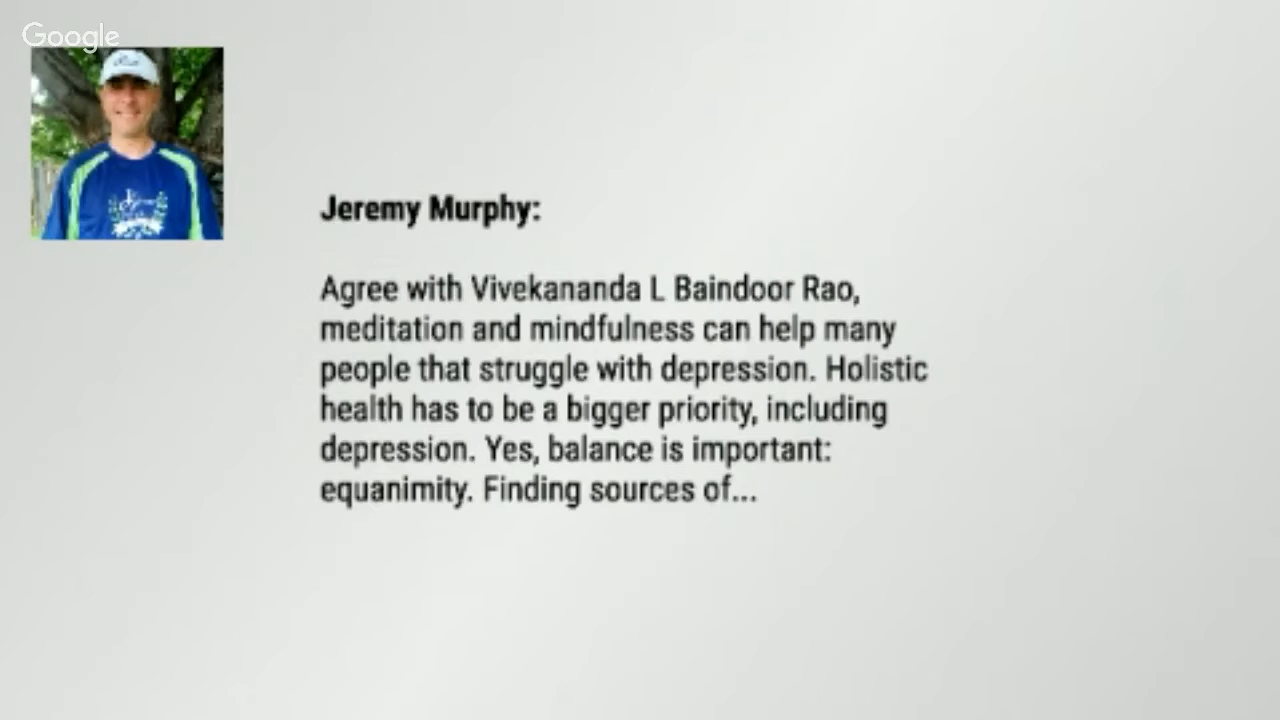 Google
Jeremy Murphy:
Agree with Vivekananda L Baindoor Rao,
meditation and mindfulness can help many
people that struggle with depression. Holistic
health has to be a bigger priority, including
depression. Yes, balance is important:
equanimity. Finding sources of...